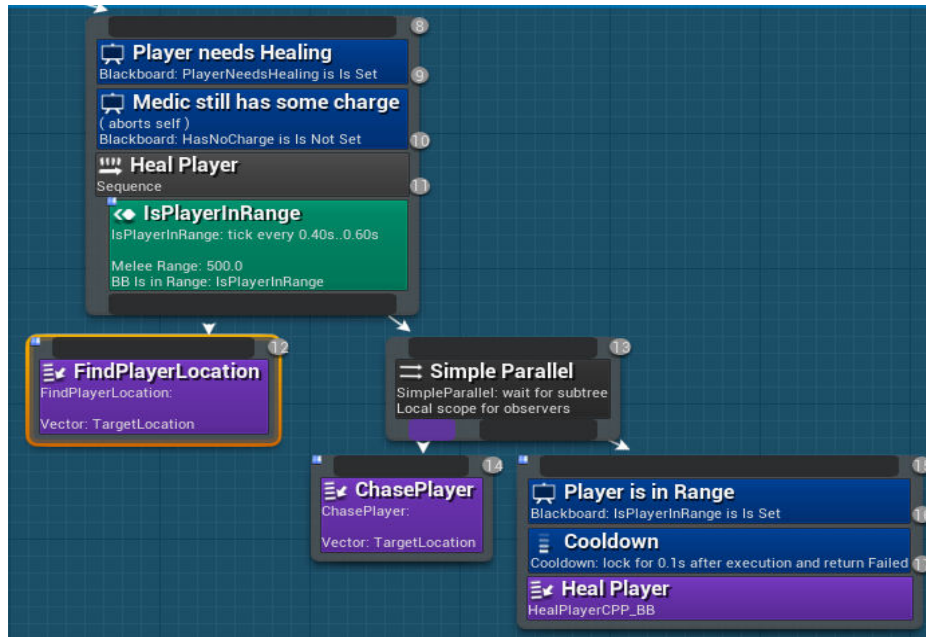 8
Player needs Healing
Blackboard: PlayerNeedsHealing is Is Set
9
Medic still has some charge
( aborts self )
Blackboard: HasNoCharge is Is Not Set
10
Heal Player
Sequence
11
IsPlayerInRange
IsPlayerInRange: tick every 0.40s..0.60s
Melee Range: 500.0
BB Is in Range: IsPlayerInRange
12
FindPlayerLocation
FindPlayerLocation:
Vector: TargetLocation
13
Simple Parallel
SimpleParallel: wait for subtree
Local scope for observers
14
ChasePlayer
ChasePlayer:
Vector: TargetLocation
15
Player is in Range
Blackboard: IsPlayerInRange is Is Set
16
Cooldown
Cooldown: lock for 0.1s after execution and return Failed
17
Heal Player
HealPlayerCPP_BB